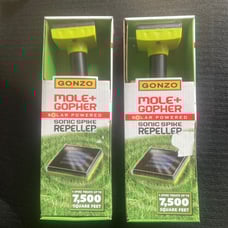 GONZO
MOLE+
GOPHER
SOLAR POWERED
SONIC SPIKE
REPELLER
7,500
SQUARE FEET
GONZO
MOLE+
GOPHER
SOLAR POWERED
SONIC SPIKE
REPELLER
7,500
SQUARE FEET